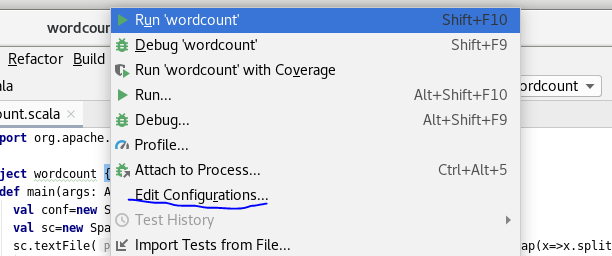 wordcoun
Refactor Build
ala
ount.scala ×
port org.apache.
ject wordcount {
def main(args: A
val conf=new S
val sc=new Spa
sc.textFile( p
Run 'wordcount' Shift+F10
Debug 'wordcount' Shift+F9
Run 'wordcount' with Coverage
Run... Alt+Shift+F10
Debug... Alt+Shift+F9
Profile...
Attach to Process... Ctrl+Alt+5
Edit Configurations...
Test History
Import Tests from File...
ordcount
ap(x=>x.split